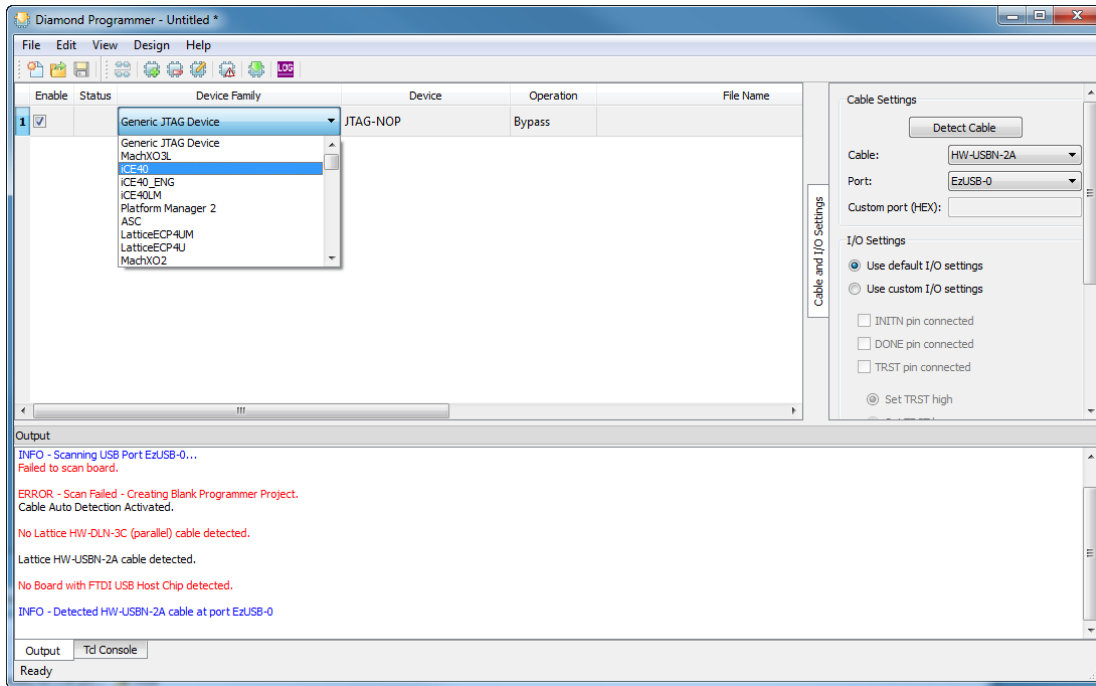 Diamond Programmer - Untitled *
File Edit View Design Help
LOG
Enable Status Device Family Device Operation File Name
1 Generic JTAG Device JTAG-NOP Bypass
Generic JTAG Device
MachXO3L
iCE40
iCE40_ENG
iCE40LM
Platform Manager 2
ASC
LatticeECP4UM
LatticeECP4U
MachXO2
Cable and I/O Settings
Cable Settings
Detect Cable
Cable: HW-USBN-2A
Port: EzUSB-0
Custom port (HEX):
I/O Settings
Use default I/O settings
Use custom I/O settings
INITN pin connected
DONE pin connected
TRST pin connected
Set TRST high
Output
INFO - Scanning USB Port EzUSB-0...
Failed to scan board.
ERROR - Scan Failed - Creating Blank Programmer Project.
Cable Auto Detection Activated.
No Lattice HW-DLN-3C (parallel) cable detected.
Lattice HW-USBN-2A cable detected.
No Board with FTDI USB Host Chip detected.
INFO - Detected HW-USBN-2A cable at port EzUSB-0
Output Tcl Console
Ready